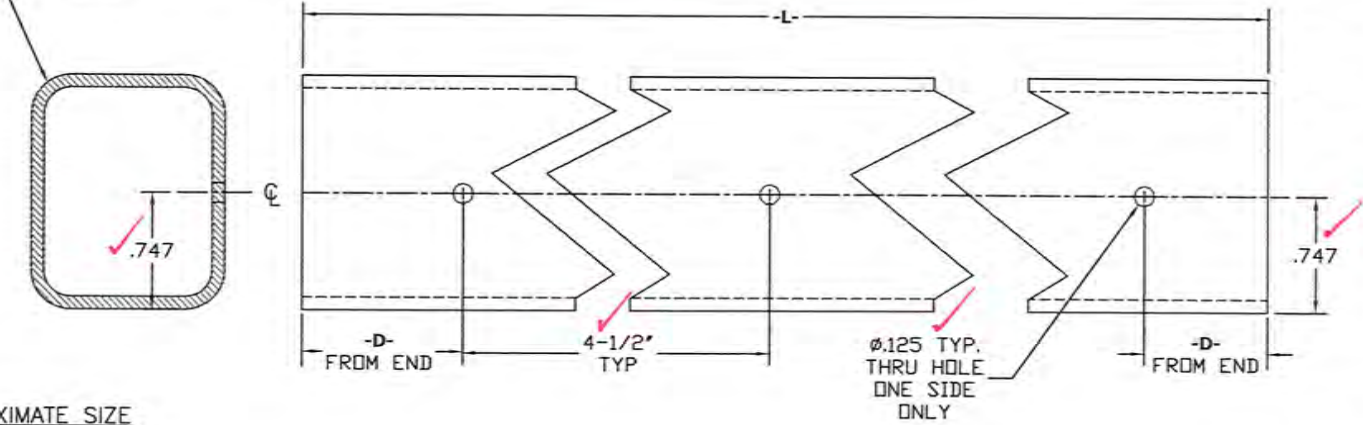 -L-
℄
.747
.747
-D-
FROM END
4-1/2"
TYP
Ø.125 TYP.
THRU HOLE
ONE SIDE
ONLY
-D-
FROM END
XIMATE SIZE